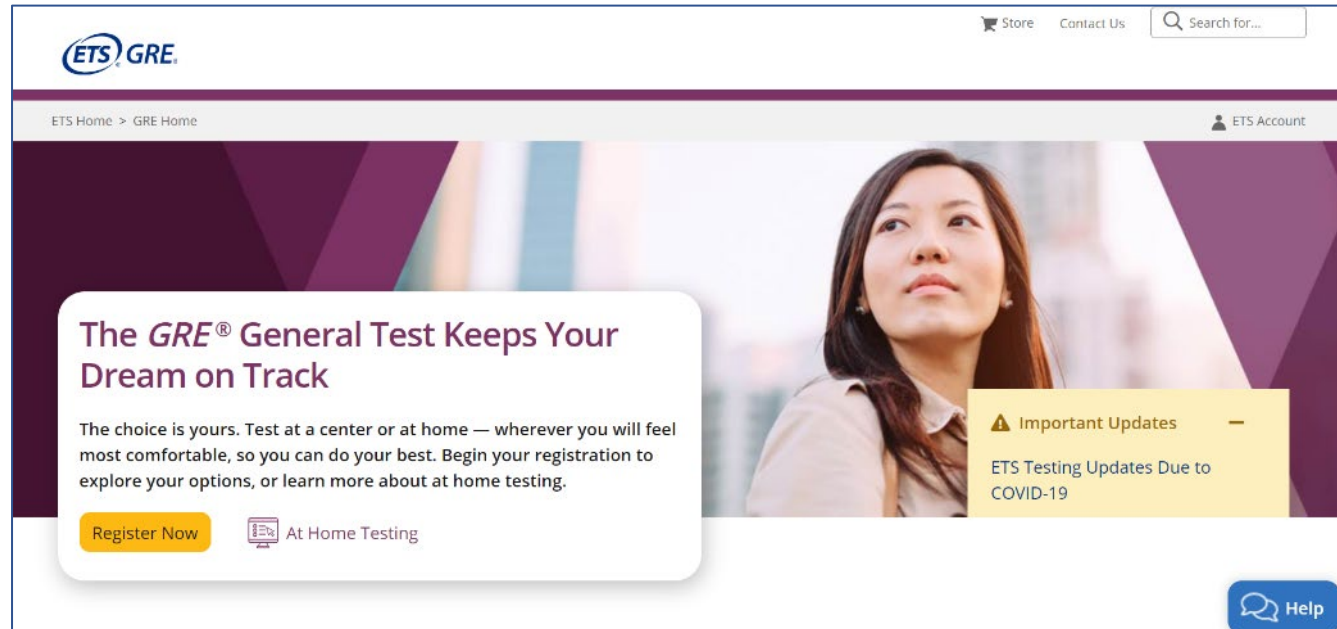 Store Contact Us Search for...
ETS GRE®
ETS Home > GRE Home
ETS Account
The GRE® General Test Keeps Your
Dream on Track
The choice is yours. Test at a center or at home — wherever you will feel
most comfortable, so you can do your best. Begin your registration to
explore your options, or learn more about at home testing.
Register Now At Home Testing
Important Updates
ETS Testing Updates Due to
COVID-19
Help